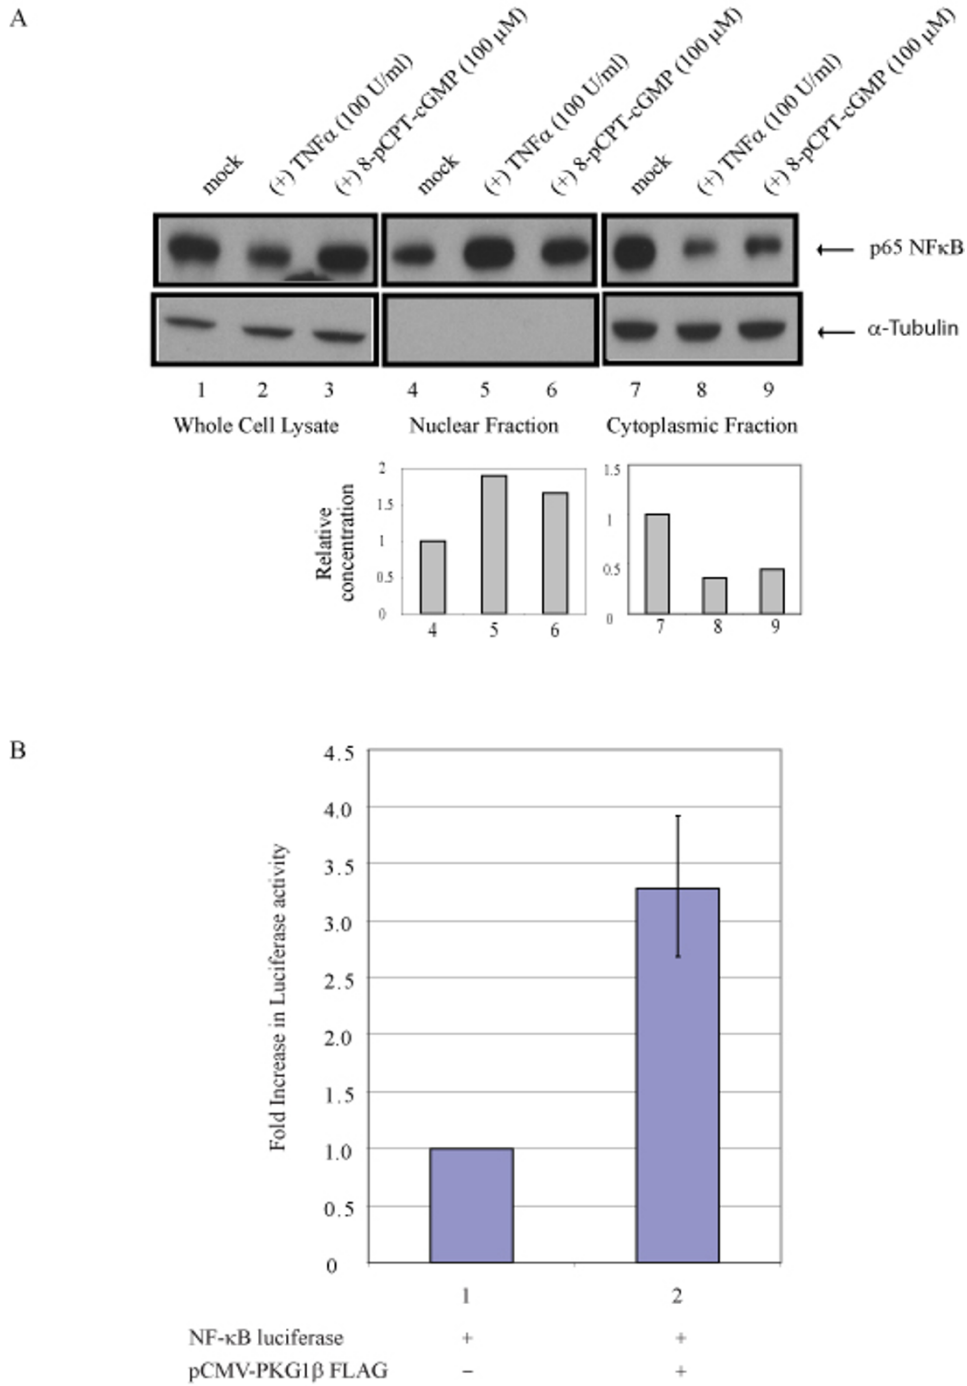 A
mock
(+) TNFα (100 U/ml)
(+) 8-pCPT-cGMP (100 µM)
mock
(+) TNFα (100 U/ml)
(+) 8-pCPT-cGMP (100 µM)
mock
(+) TNFα (100 U/ml)
(+) 8-pCPT-cGMP (100 µM)
p65 NFκB
α-Tubulin
1 2 3 4 5 6 7 8 9
Whole Cell Lysate
Nuclear Fraction
Cytoplasmic Fraction
Relative
concentration
2
1.5
1
0.5
0
4 5 6
1.5
1
0.5
0
7 8 9
B
Fold Increase in Luciferase activity
4.5
4.0
3.5
3.0
2.5
2.0
1.5
1.0
0.5
0
1 2
NF-κB luciferase + +
pCMV-PKG1β FLAG – +